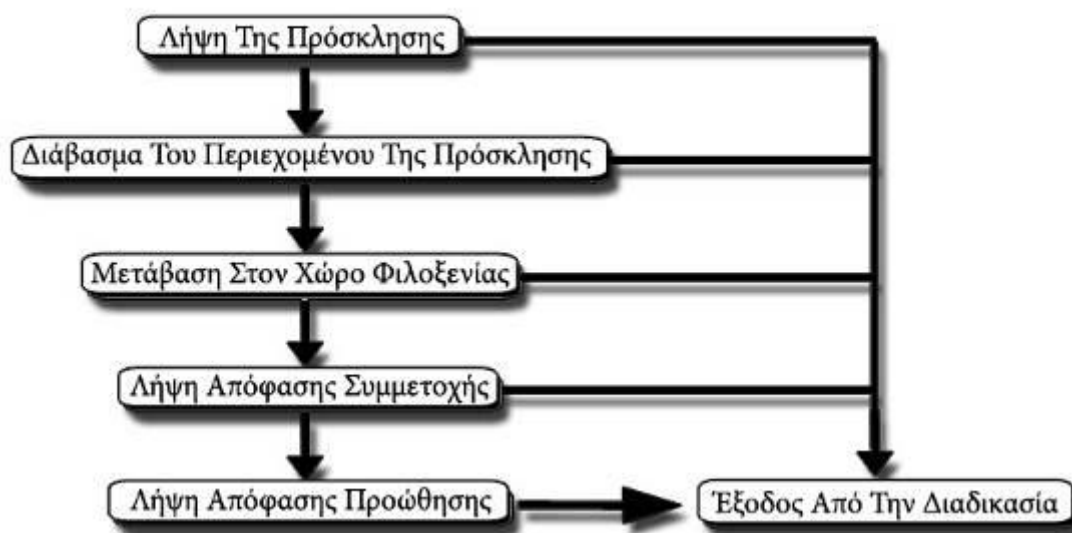 Λήψη Της Πρόσκλησης
Διάβασμα Του Περιεχομένου Της Πρόσκλησης
Μετάβαση Στον Χώρο Φιλοξενίας
Λήψη Απόφασης Συμμετοχής
Λήψη Απόφασης Προώθησης
Έξοδος Από Την Διαδικασία